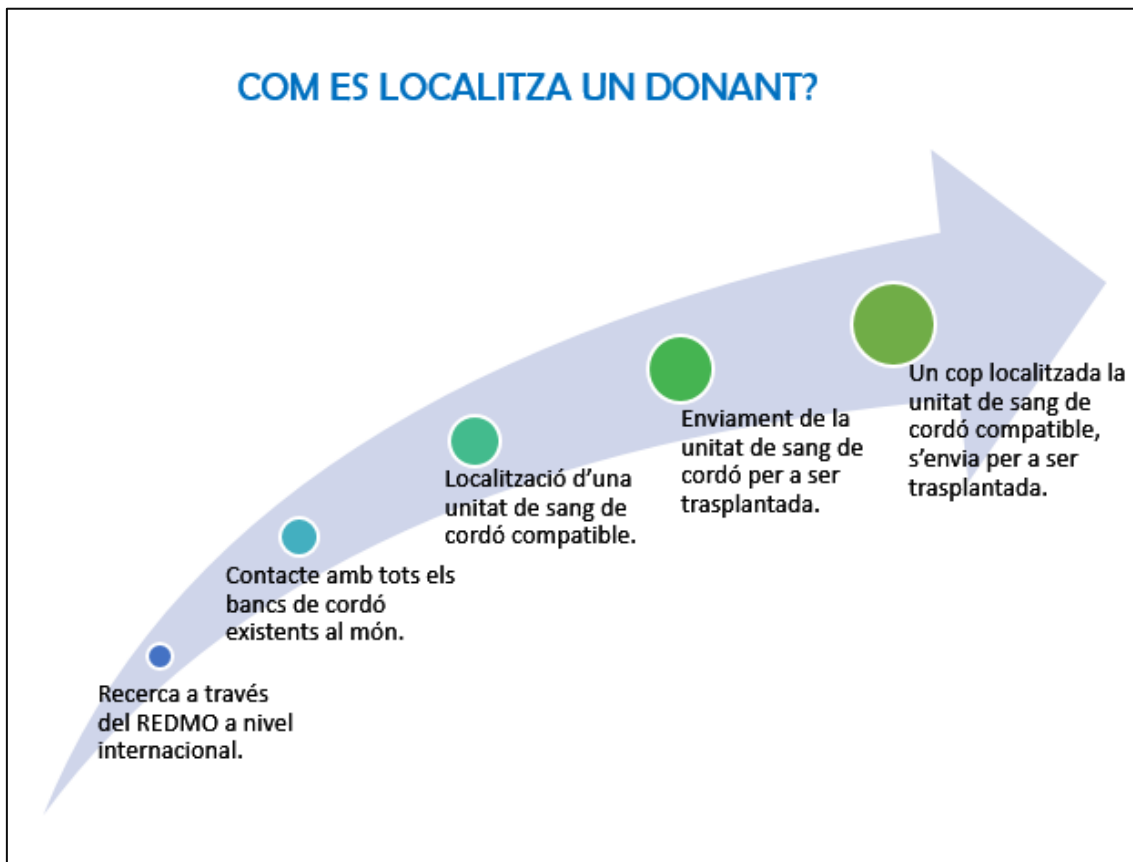 COM ES LOCALITZA UN DONANT?
Recerca a través
del REDMO a nivell
internacional.
Contacte amb tots els
bancs de cordó
existents al món.
Localització d'una
unitat de sang de
cordó compatible.
Enviament de la
unitat de sang de
cordó per a ser
trasplantada.
Un cop localitzada la
unitat de sang de
cordó compatible,
s'envia per a ser
trasplantada.